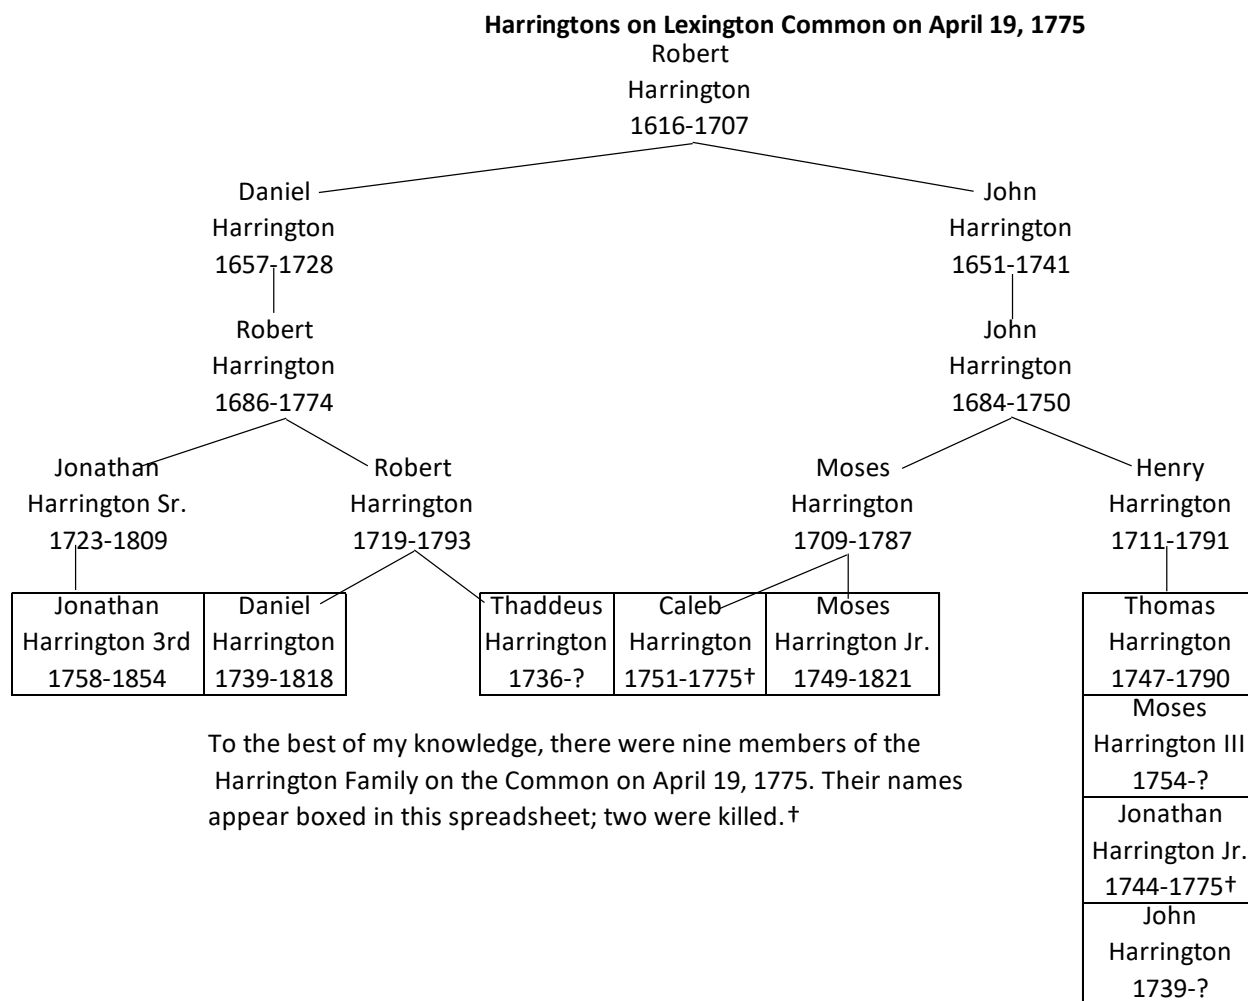 Harringtons on Lexington Common on April 19, 1775
Robert
Harrington
1616-1707
Daniel
Harrington
1657-1728
John
Harrington
1651-1741
Robert
Harrington
1686-1774
John
Harrington
1684-1750
Jonathan
Harrington Sr.
1723-1809
Robert
Harrington
1719-1793
Moses
Harrington
1709-1787
Henry
Harrington
1711-1791
Jonathan
Harrington 3rd
1758-1854
Daniel
Harrington
1739-1818
Thaddeus
Harrington
1736-?
Caleb
Harrington
1751-1775†
Moses
Harrington Jr.
1749-1821
Thomas
Harrington
1747-1790
Moses
Harrington III
1754-?
Jonathan
Harrington Jr.
1744-1775†
John
Harrington
1739-?
To the best of my knowledge, there were nine members of the
Harrington Family on the Common on April 19, 1775. Their names
appear boxed in this spreadsheet; two were killed.†